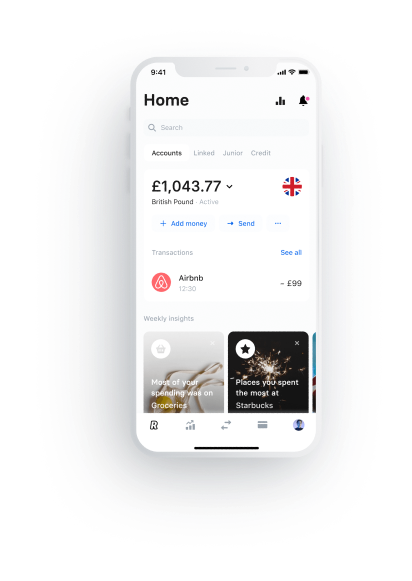 9:41
Home
Search
Accounts Linked Junior Credit
£1,043.77
British Pound · Active
+ Add money → Send ···
Transactions See all
Airbnb
12:30
- £99
Weekly Insights
Most of your
spending was on
Groceries
Places you spent
the most at
Starbucks